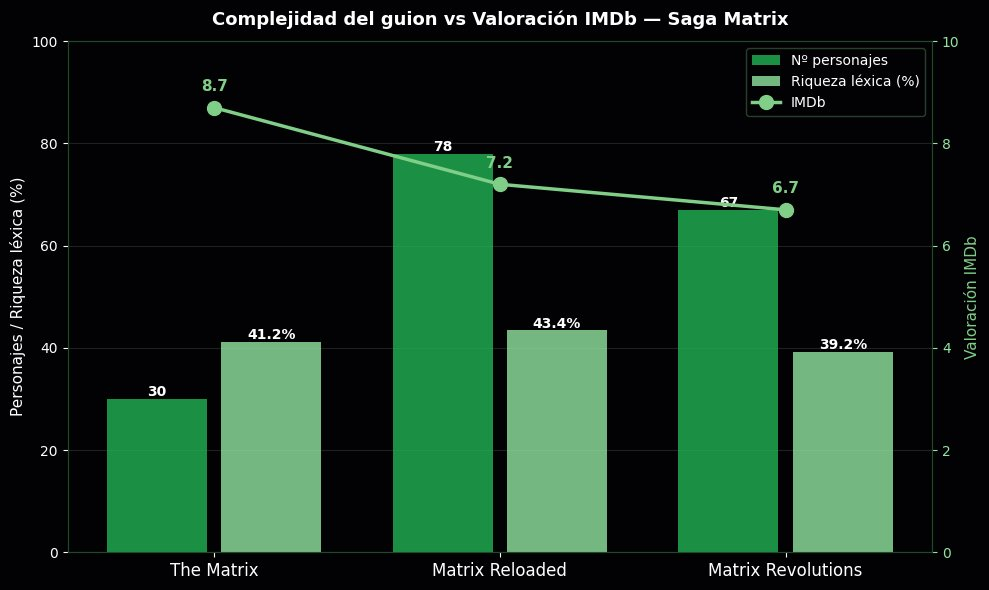 Complejidad del guion vs Valoración IMDb — Saga Matrix
Nº personajes
Riqueza léxica (%)
IMDb
Personajes / Riqueza léxica (%)
100
80
60
40
20
0
8.7
7.2
6.7
30
41.2%
78
43.4%
67
39.2%
10
8
6
4
2
0
Valoración IMDb
The Matrix
Matrix Reloaded
Matrix Revolutions